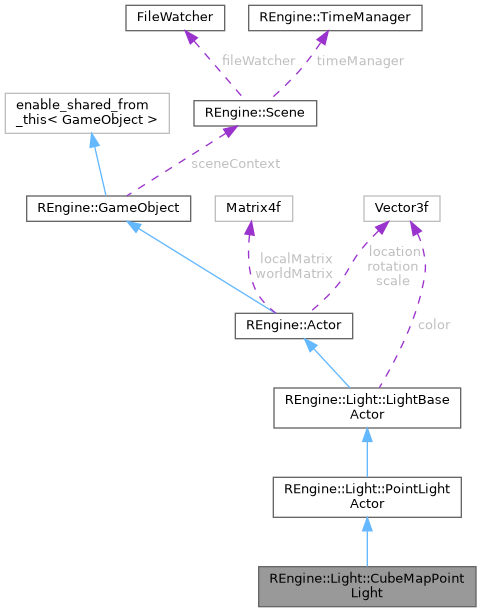 FileWatcher
REngine::TimeManager
fileWatcher
timeManager
enable_shared_from
_this< GameObject >
REngine::Scene
sceneContext
REngine::GameObject
Matrix4f
Vector3f
localMatrix
worldMatrix
location
rotation
scale
REngine::Actor
color
REngine::Light::LightBase
Actor
REngine::Light::PointLight
Actor
REngine::Light::CubeMapPoint
Light